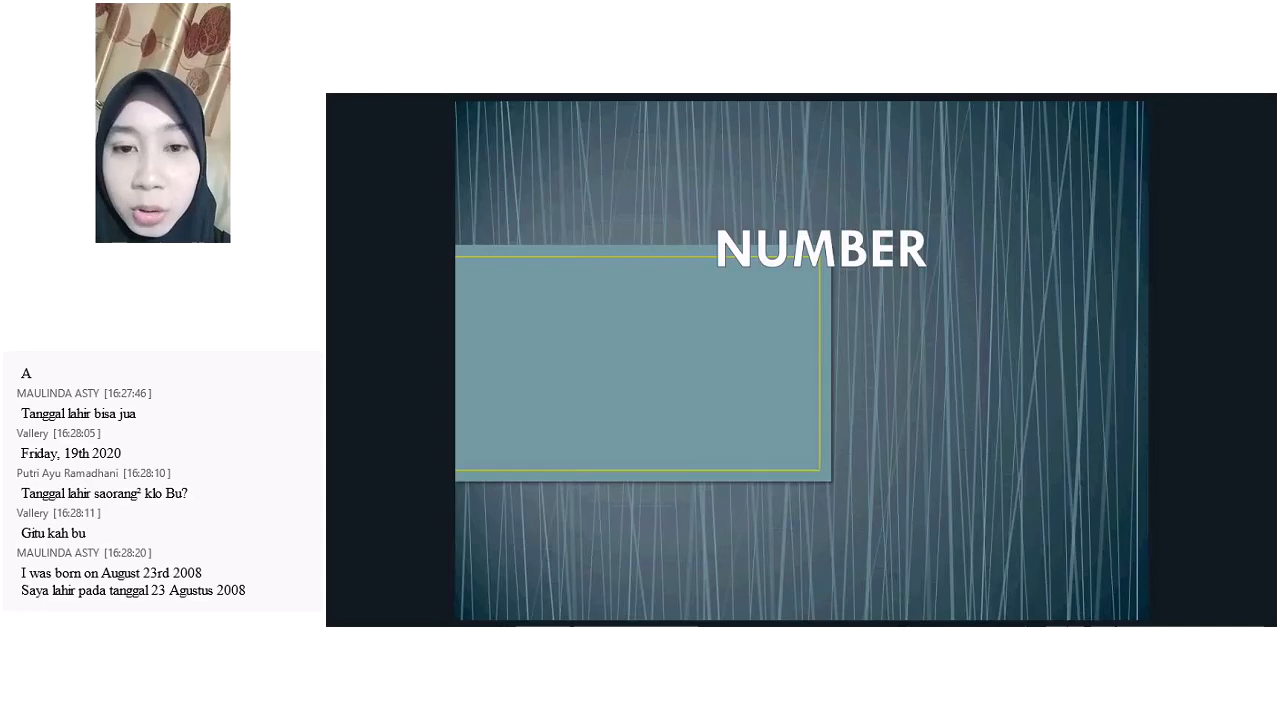 NUMBER
A
MAULINDA ASTY [16:27:46]
Tanggal lahir bisa jua
Vallery [16:28:05]
Friday, 19th 2020
Putri Ayu Ramadhani [16:28:10]
Tanggal lahir saorang² klo Bu?
Vallery [16:28:11]
Gitu kah bu
MAULINDA ASTY [16:28:20]
I was born on August 23rd 2008
Saya lahir pada tanggal 23 Agustus 2008